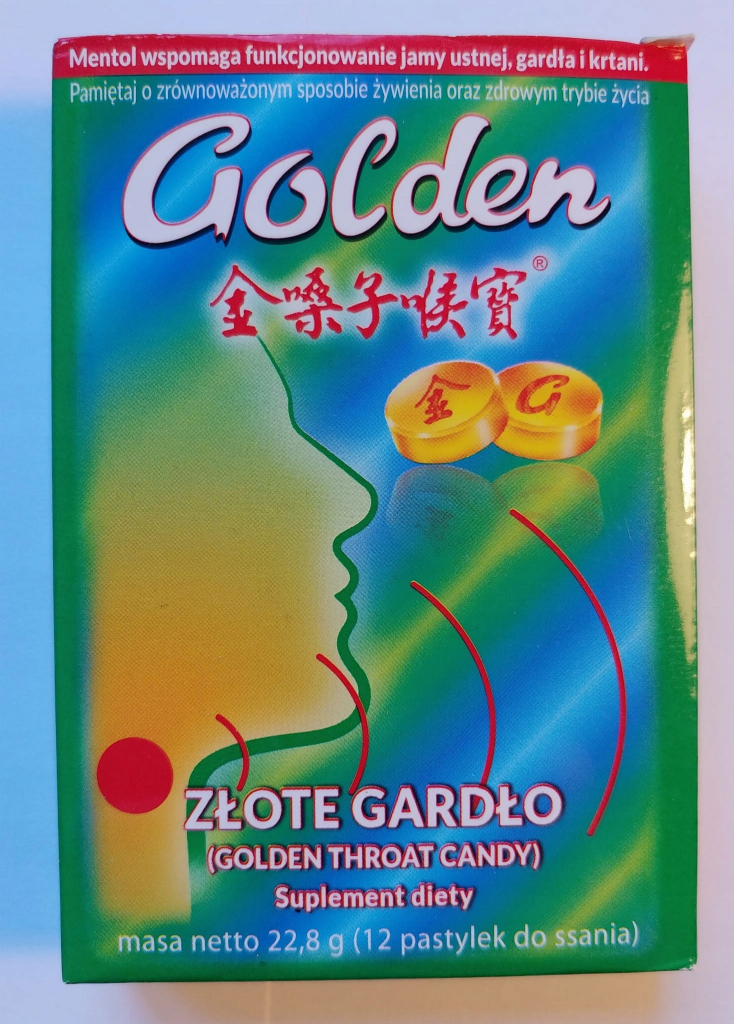 Mentol wspomaga funkcjonowanie jamy ustnej, gardła i krtani.
Pamiętaj o zrównoważonym sposobie żywienia oraz zdrowym trybie życia
Golden
金嗓子喉寶®
金 G
ZŁOTE GARDŁO
(GOLDEN THROAT CANDY)
Suplement diety
masa netto 22,8 g (12 pastylek do ssania)